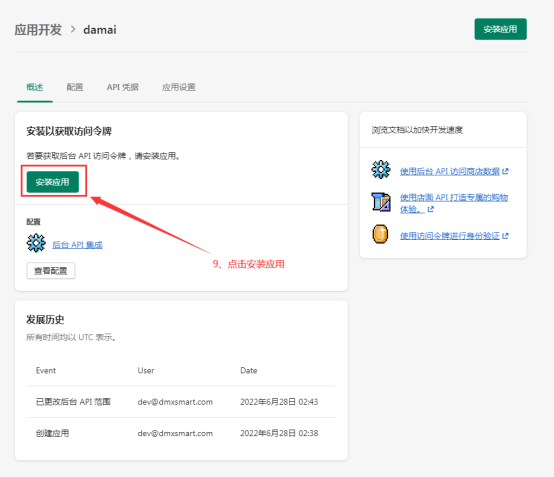 应用开发 > damai
安装应用
概述 配置 API 凭据 应用设置
安装以获取访问令牌
若要获取后台 API 访问令牌，请安装应用。
安装应用
配置
后台 API 集成
查看配置
9、点击安装应用
浏览文档以加快开发速度
使用后台 API 访问商店数据
使用店面 API 打造专属的购物
体验。
使用访问令牌进行身份验证
发展历史
所有时间均以 UTC 表示。
Event User Date
已更改后台 API 范围 dev@dmxsmart.com 2022年6月28日 02:43
创建应用 dev@dmxsmart.com 2022年6月28日 02:38